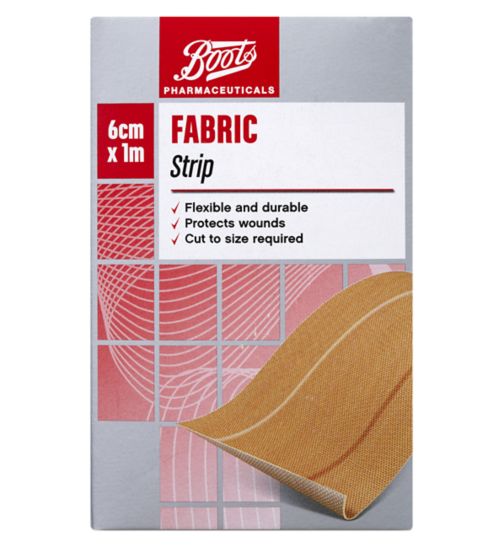 Boots
PHARMACEUTICALS
6cm
x 1m
FABRIC
Strip
✓ Flexible and durable
✓ Protects wounds
✓ Cut to size required